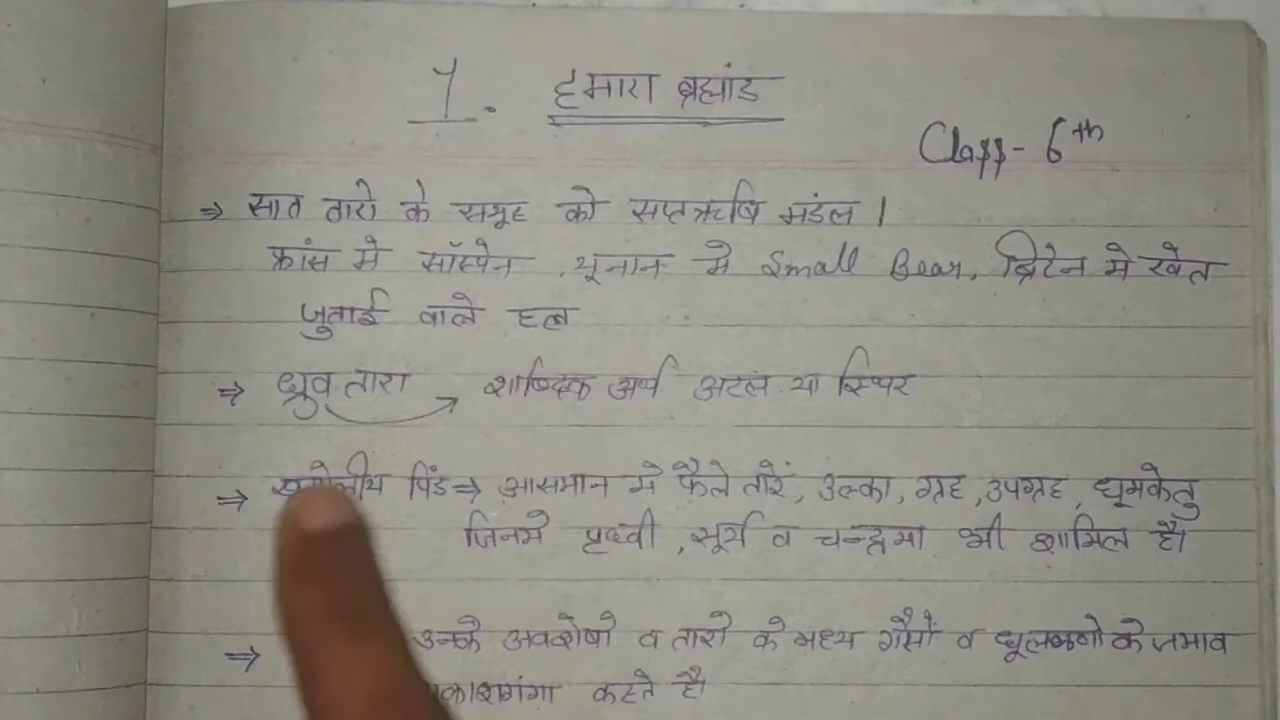 1. हमारा ब्रह्मांड
Class- 6th
⇒ सात तारो के समूह को सप्तऋषि मंडल।
फ्रांस मे सॉस्पेन, यूनान मे Small Bear, ब्रिटेन मे खेत
जुताई वाले हल
⇒ ध्रुव तारा → शाब्दिक अर्थ अटल या स्थिर
⇒ पिंड ⇒ आसमान मे फैले तारें, उल्का, ग्रह, उपग्रह, धूमकेतु
जिनमे पृथ्वी, सूर्य व चन्द्रमा भी शामिल है।
⇒ उनके अवशेषो व तारो के मध्य गैसों व धूलकणो के जमाव
कहते है